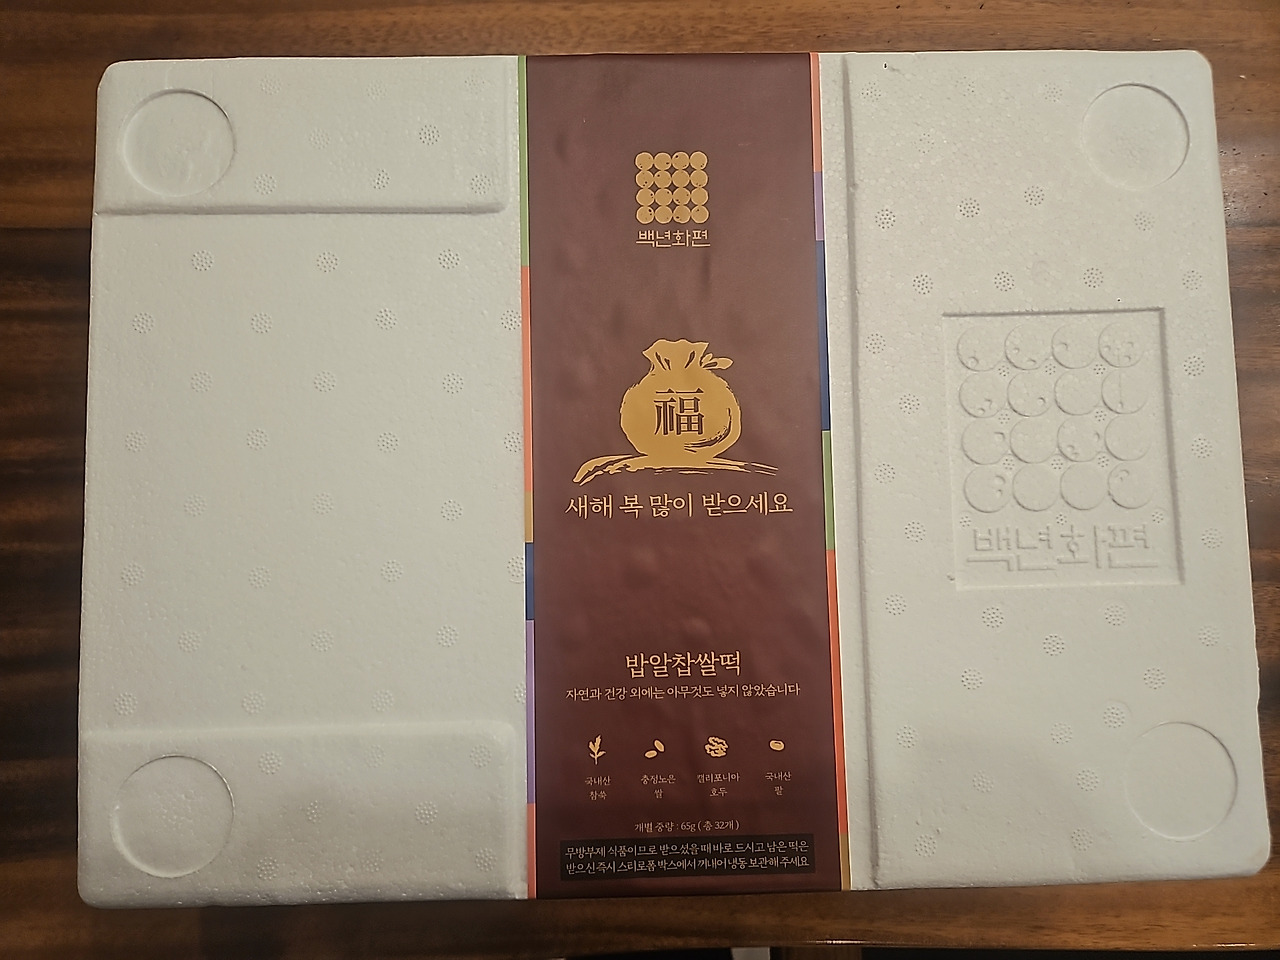 백년화편
福
새해 복 많이 받으세요
밥알찹쌀떡
자연과 건강 외에는 아무것도 넣지 않았습니다
국내산 참쑥
충청노은 쌀
캘리포니아 호두
국내산 팥
개별 중량 : 65g ( 총 32개 )
무방부제 식품이므로 받으셨을 때 바로 드시고 남은 떡은
받으신 즉시 스티로폼 박스에서 꺼내어 냉동 보관해 주세요
백년화편